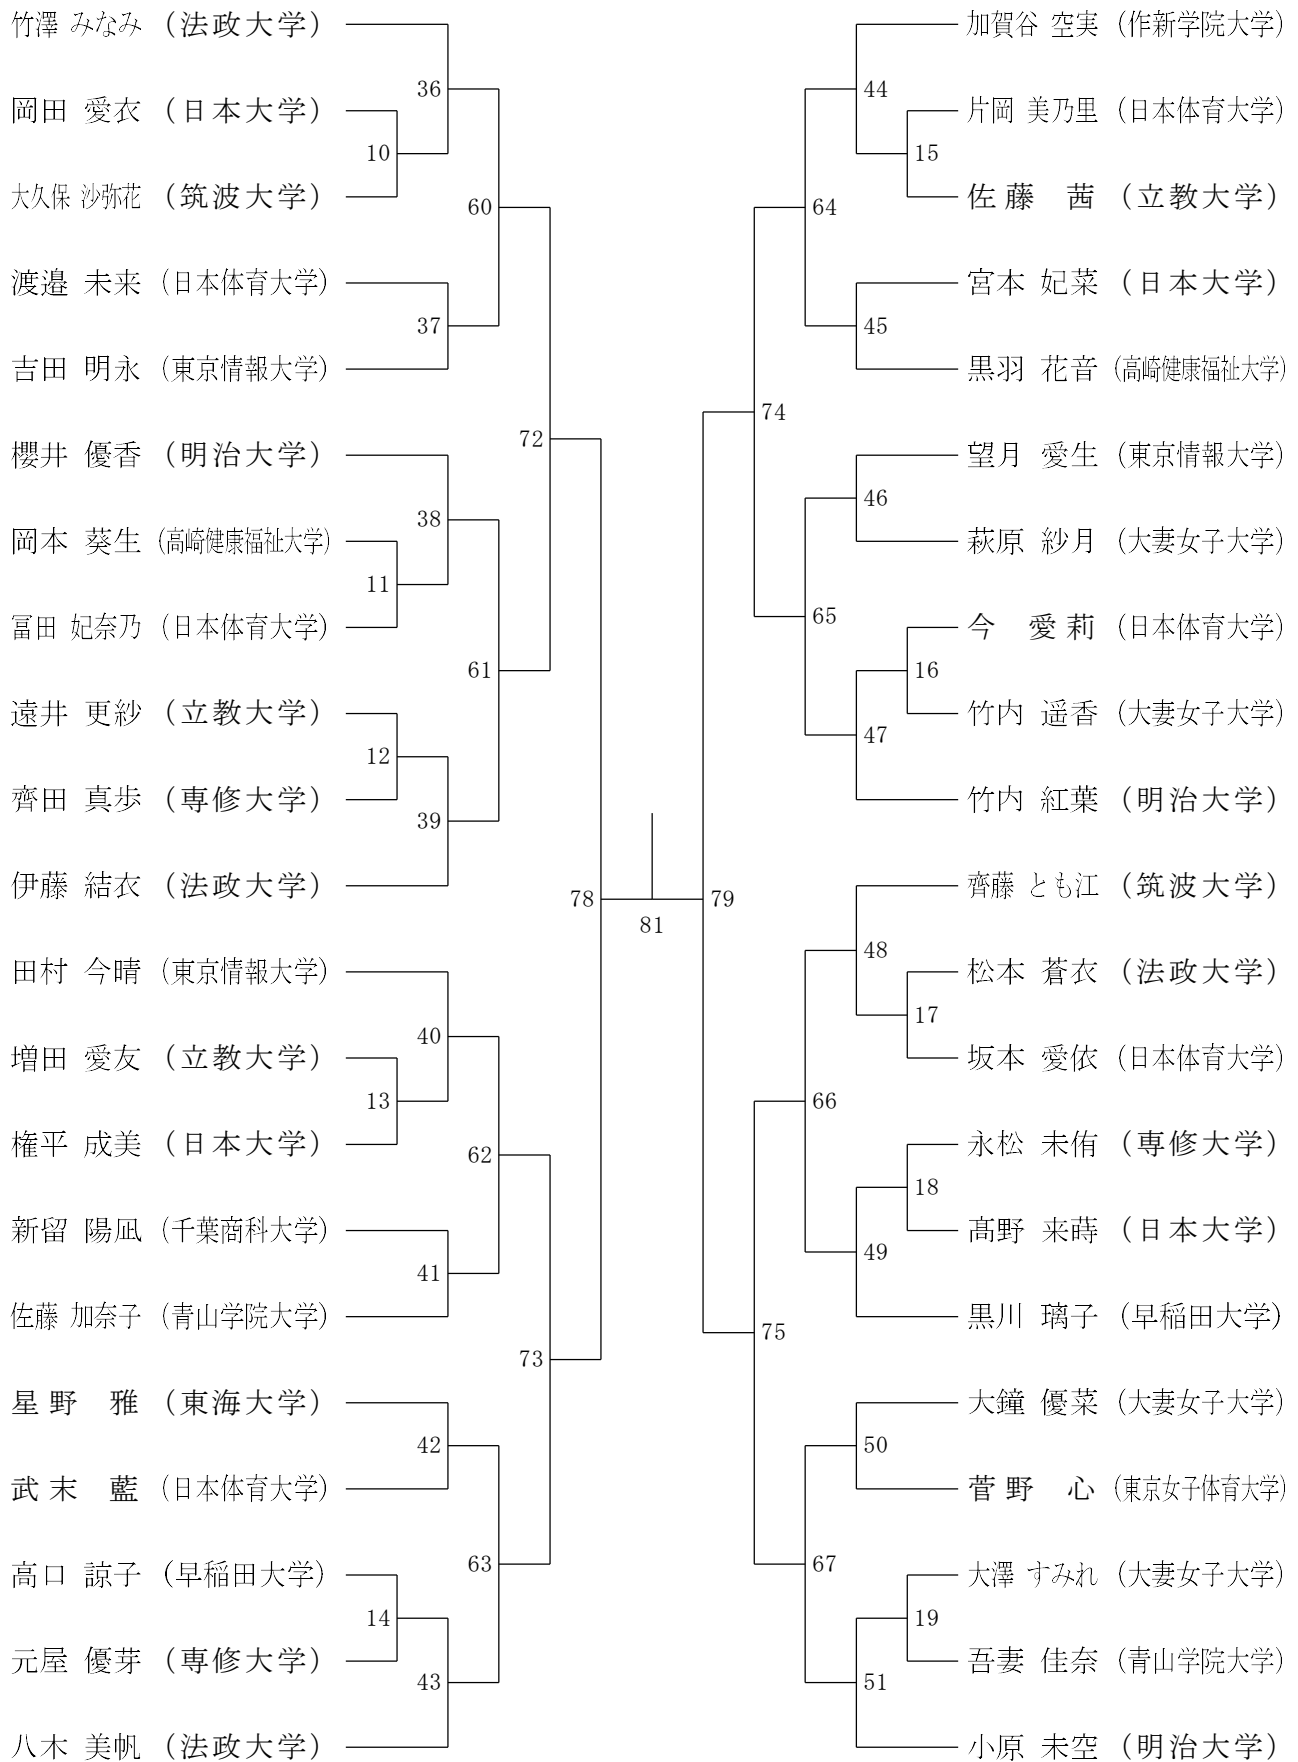 竹澤 みなみ (法政大学)
36
岡田 愛衣 (日本大学)
10
大久保 沙弥花 (筑波大学)
60
渡邉 未来 (日本体育大学)
37
吉田 明永 (東京情報大学)
72
櫻井 優香 (明治大学)
38
岡本 葵生 (高崎健康福祉大学)
11
冨田 妃奈乃 (日本体育大学)
61
遠井 更紗 (立教大学)
12
齊田 真歩 (専修大学)
39
伊藤 結衣 (法政大学)
78
81
田村 今晴 (東京情報大学)
40
増田 愛友 (立教大学)
13
権平 成美 (日本大学)
62
新留 陽凪 (千葉商科大学)
41
佐藤 加奈子 (青山学院大学)
73
星野 雅 (東海大学)
42
武末 藍 (日本体育大学)
63
高口 諒子 (早稲田大学)
14
元屋 優芽 (専修大学)
43
八木 美帆 (法政大学)
加賀谷 空実 (作新学院大学)
44
片岡 美乃里 (日本体育大学)
15
佐藤 茜 (立教大学)
64
宮本 妃菜 (日本大学)
45
黒羽 花音 (高崎健康福祉大学)
74
望月 愛生 (東京情報大学)
46
萩原 紗月 (大妻女子大学)
65
今 愛莉 (日本体育大学)
16
竹内 遥香 (大妻女子大学)
47
竹内 紅葉 (明治大学)
79
齊藤 とも江 (筑波大学)
48
松本 蒼衣 (法政大学)
17
坂本 愛依 (日本体育大学)
66
永松 未侑 (専修大学)
18
髙野 来蒔 (日本大学)
49
黒川 璃子 (早稲田大学)
75
大鐘 優菜 (大妻女子大学)
50
菅野 心 (東京女子体育大学)
67
大澤 すみれ (大妻女子大学)
19
吾妻 佳奈 (青山学院大学)
51
小原 未空 (明治大学)